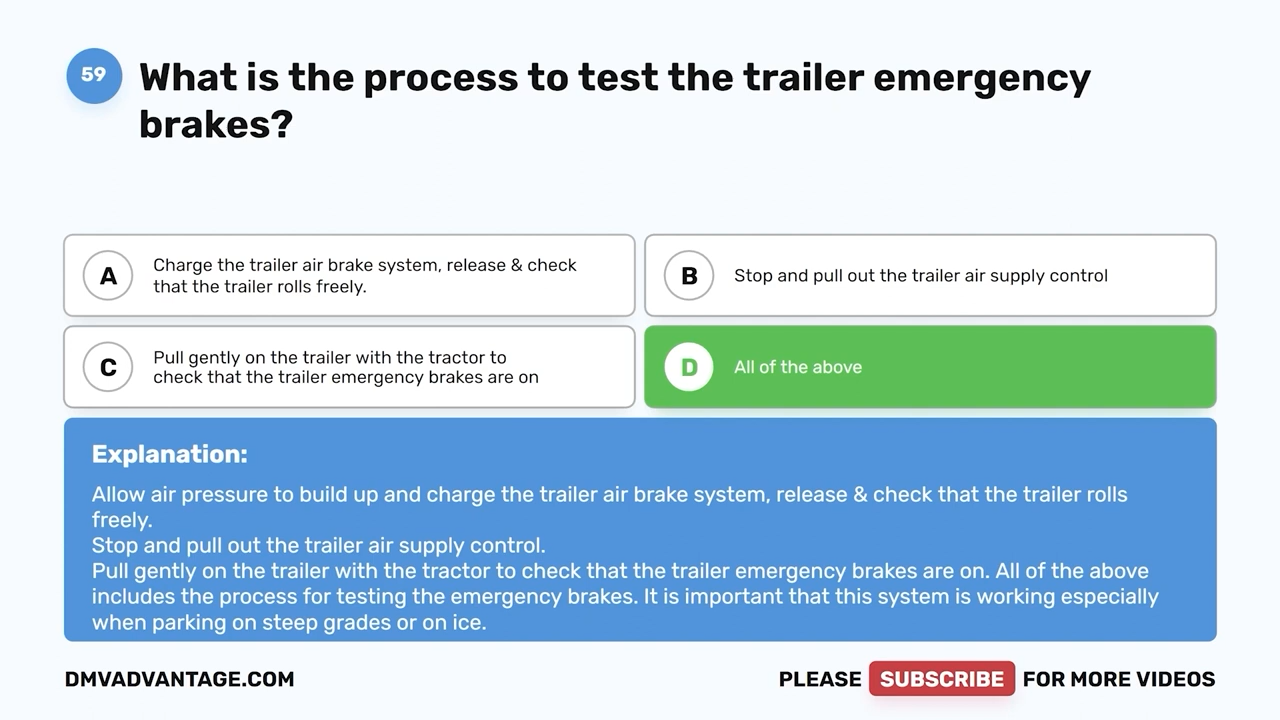 59
What is the process to test the trailer emergency
brakes?
A
Charge the trailer air brake system, release & check
that the trailer rolls freely.
B
Stop and pull out the trailer air supply control
C
Pull gently on the trailer with the tractor to
check that the trailer emergency brakes are on
D
All of the above
Explanation:
Allow air pressure to build up and charge the trailer air brake system, release & check that the trailer rolls
freely.
Stop and pull out the trailer air supply control.
Pull gently on the trailer with the tractor to check that the trailer emergency brakes are on. All of the above
includes the process for testing the emergency brakes. It is important that this system is working especially
when parking on steep grades or on ice.
DMVADVANTAGE.COM
PLEASE SUBSCRIBE FOR MORE VIDEOS